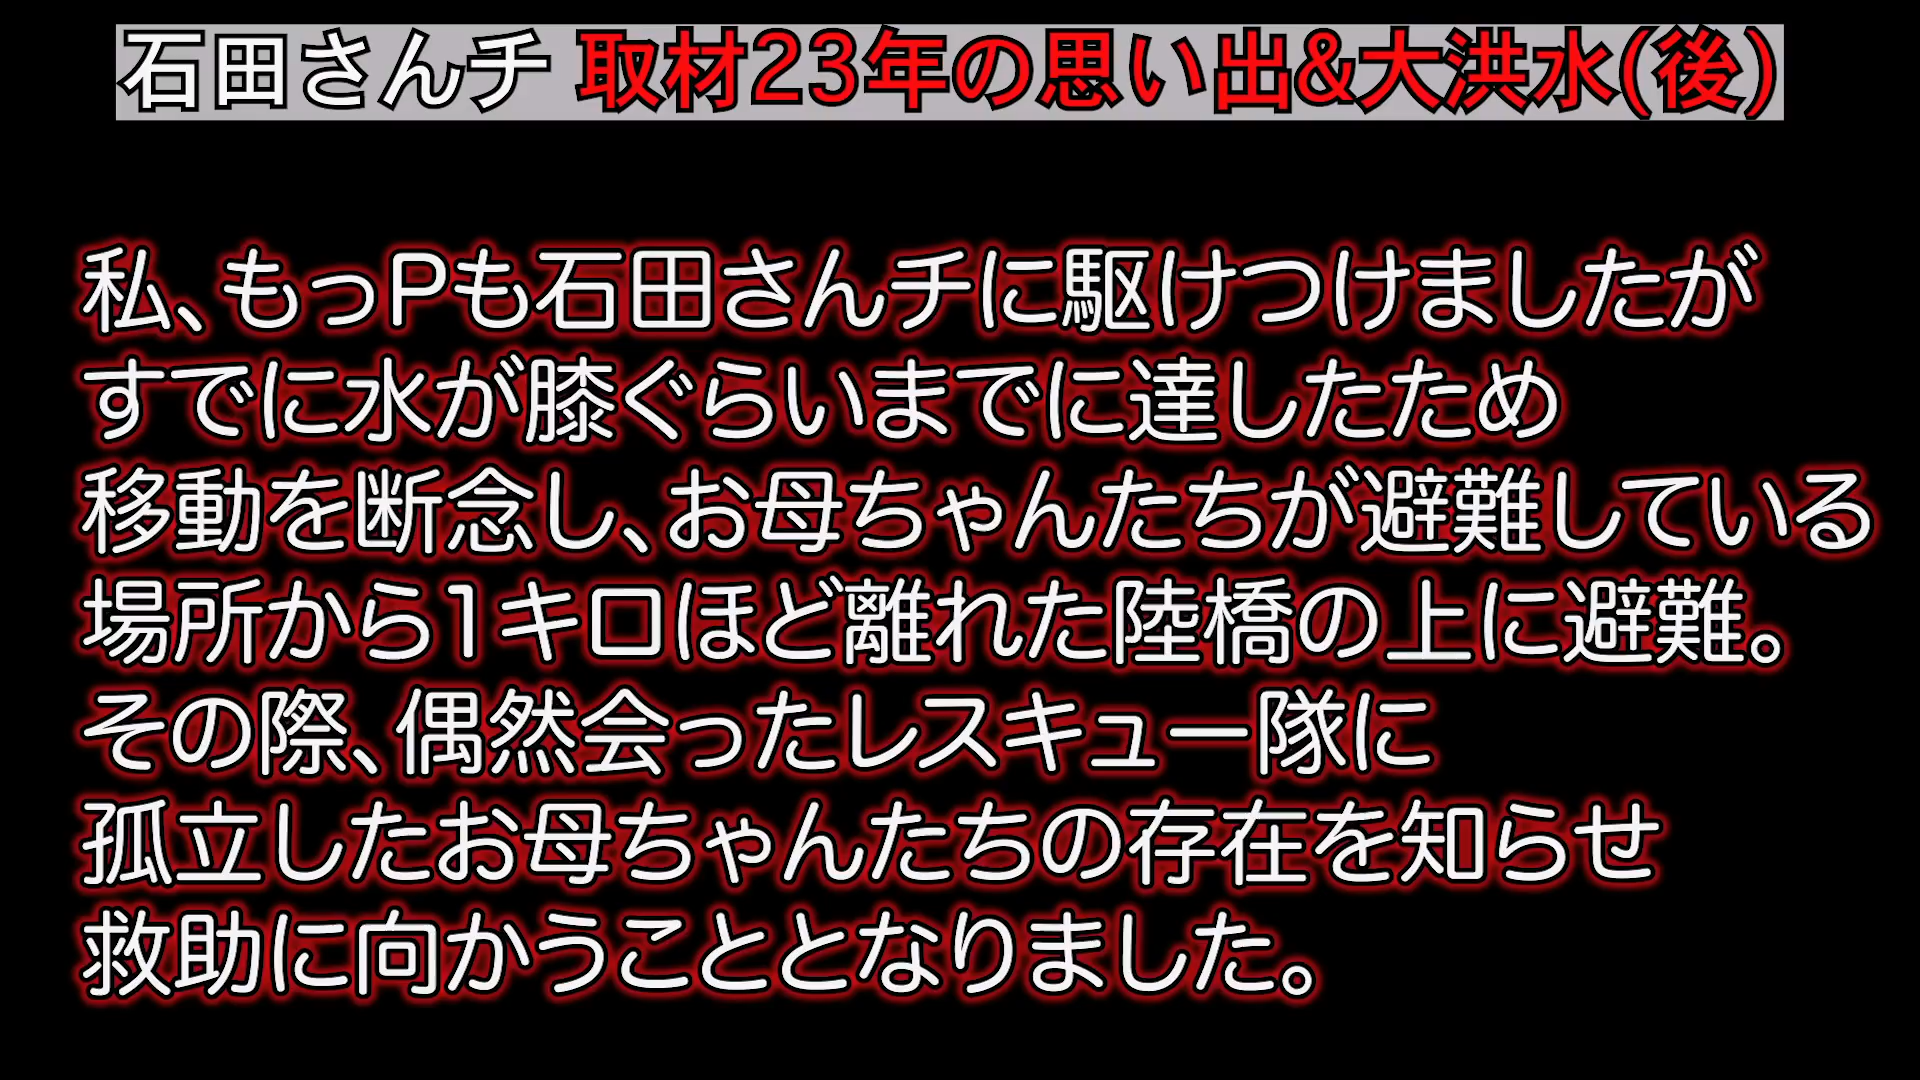 石田さんチ 取材23年の思い出&大洪水(後)
私、もっPも石田さんチに駆けつけましたが
すでに水が膝ぐらいまでに達したため
移動を断念し、お母ちゃんたちが避難している
場所から1キロほど離れた陸橋の上に避難。
その際、偶然会ったレスキュー隊に
孤立したお母ちゃんたちの存在を知らせ
救助に向かうこととなりました。